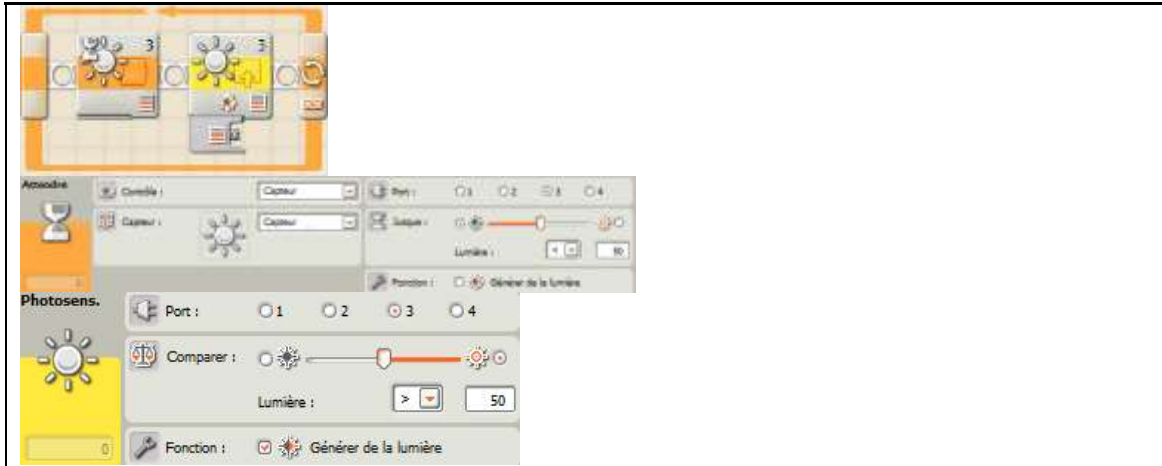 3 3
Attendre
Contrôle : Capteur Port : 1 2 3 4
Capteur : Capteur Jusque :
Lumière : < 50
Fonction : Générer de la lumière
Photosens.
Port : 1 2 3 4
Comparer :
Lumière : > 50
0 Fonction : Générer de la lumière